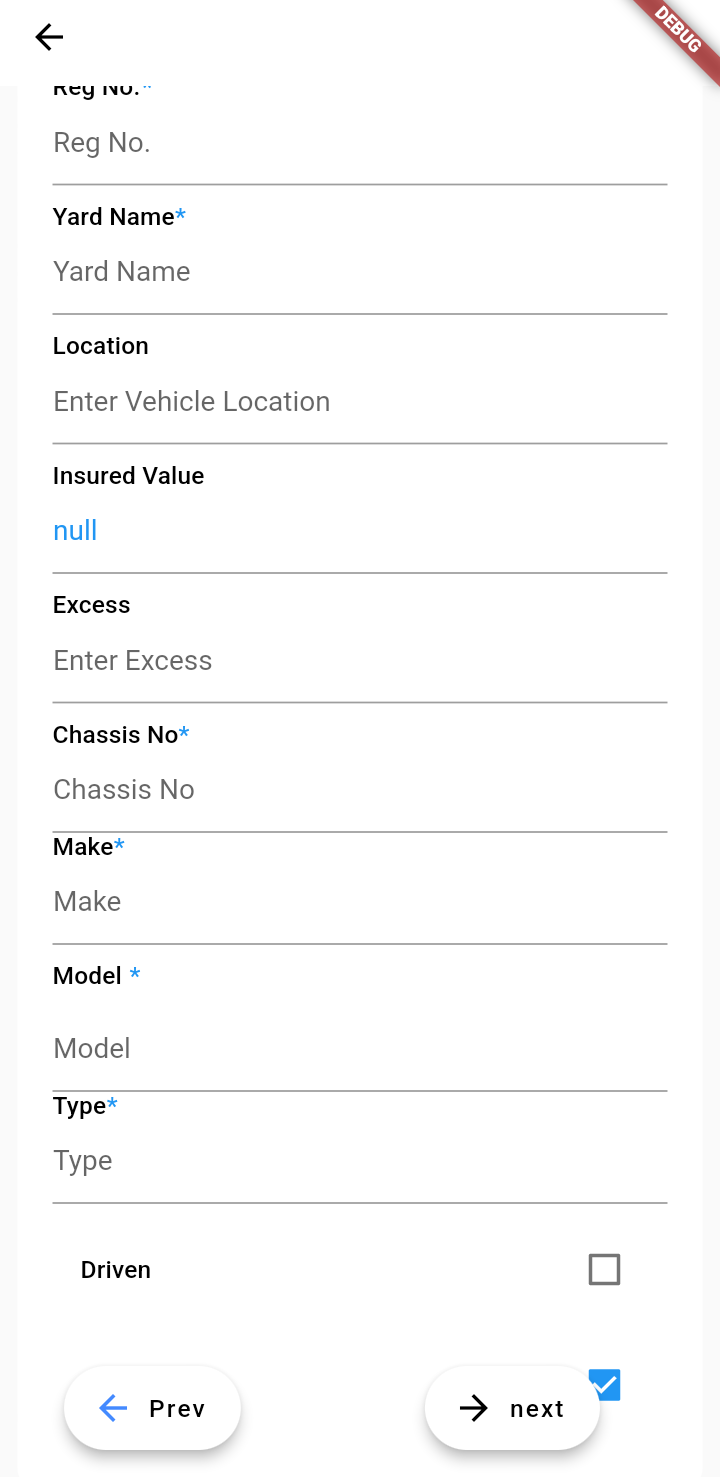 DEBUG
Reg No.*
Reg No.
Yard Name*
Yard Name
Location
Enter Vehicle Location
Insured Value
null
Excess
Enter Excess
Chassis No*
Chassis No
Make*
Make
Model *
Model
Type*
Type
Driven
Prev next